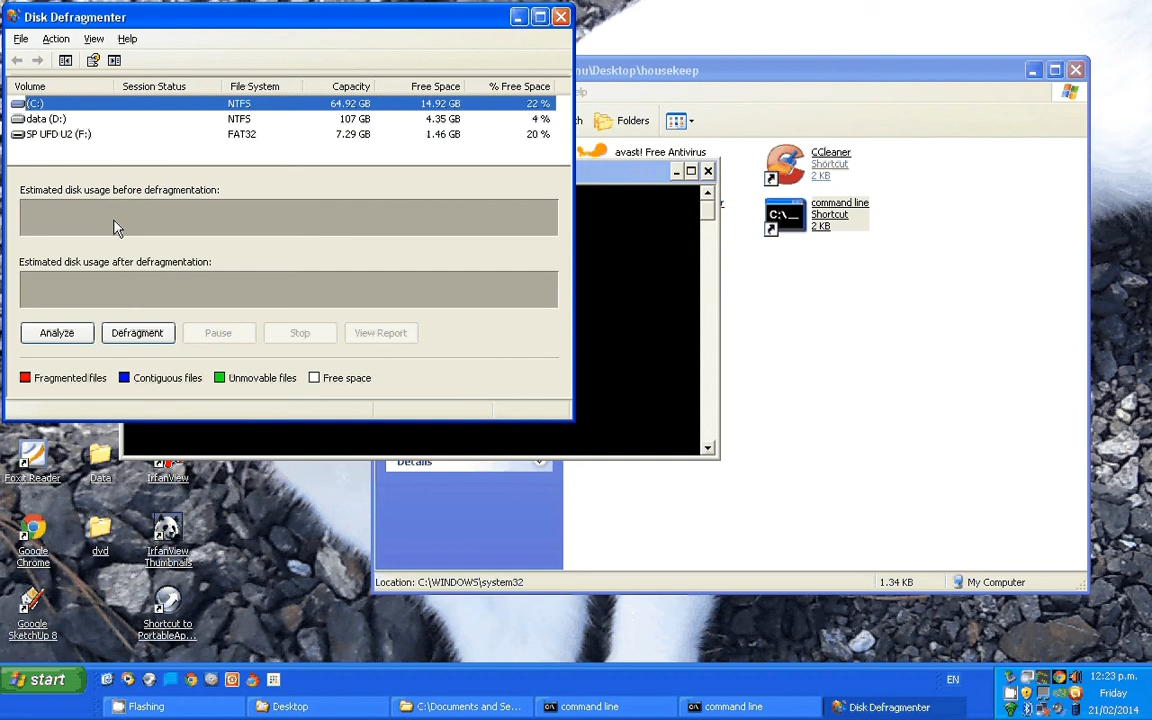 Disk Defragmenter
File Action View Help
Volume Session Status File System Capacity Free Space % Free Space
(C:) NTFS 64.92 GB 14.92 GB 22 %
data (D:) NTFS 107 GB 4.35 GB 4 %
SP UFD U2 (F:) FAT32 7.29 GB 1.46 GB 20 %
Estimated disk usage before defragmentation:
Estimated disk usage after defragmentation:
Analyze Defragment Pause Stop View Report
Fragmented files Contiguous files Unmovable files Free space
nu\Desktop\housekeep
Folders
avast! Free Antivirus
CCleaner
Shortcut
2 KB
C:\_
command line
Shortcut
2 KB
Details
Location: C:\WINDOWS\system32 1.34 KB My Computer
Foxit Reader Data IrfanView
Google
Chrome
dvd
IrfanView
Thumbnails
Google
SketchUp 8
Shortcut to
PortableAp...
start
EN
Flashing Desktop C:\Documents and Se... command line command line Disk Defragmenter
12:23 p.m.
Friday
21/02/2014